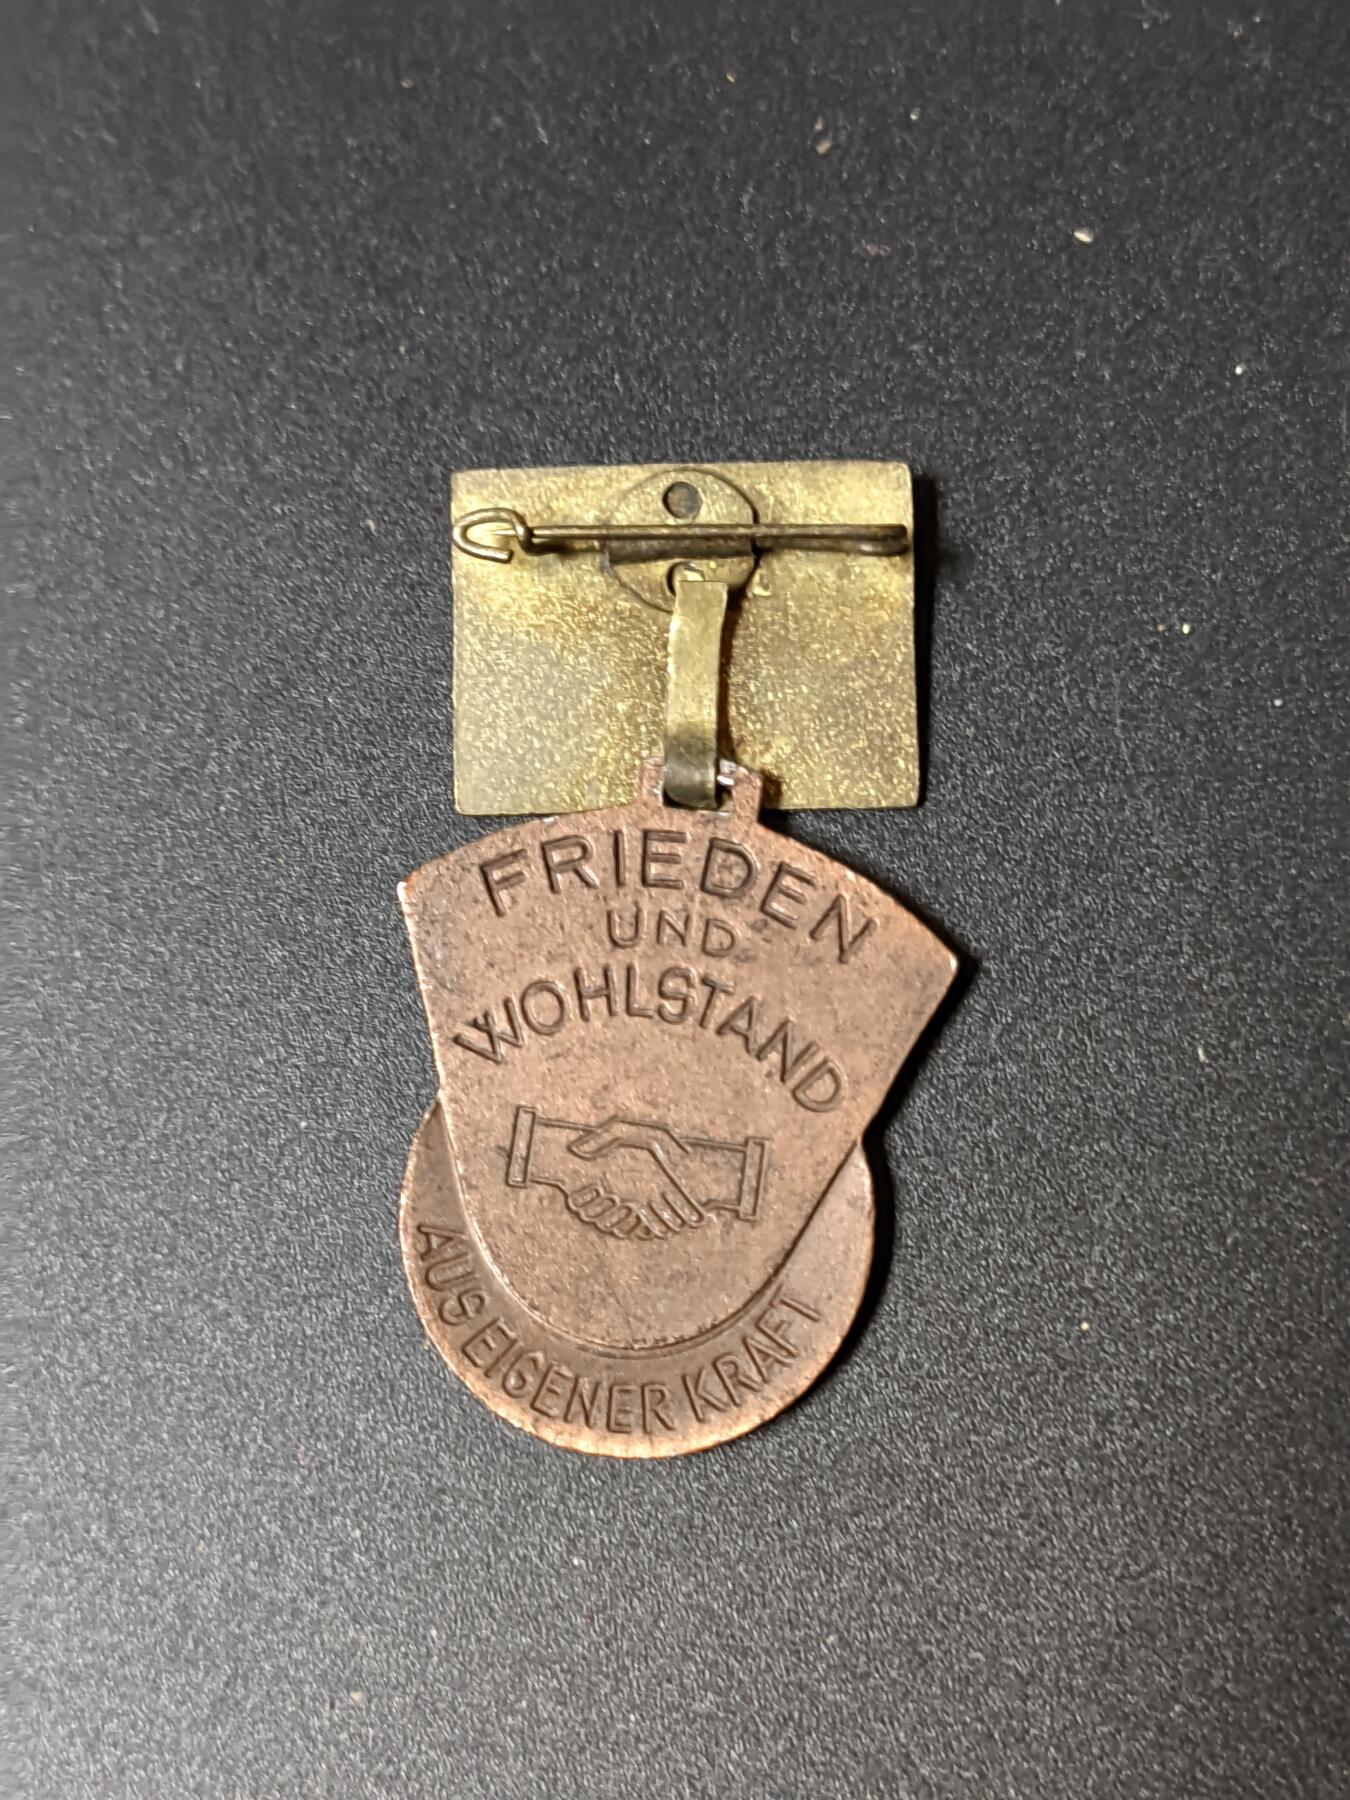 FRIEDEN
UND
WOHLSTAND
AUS EIGENER KRAFT